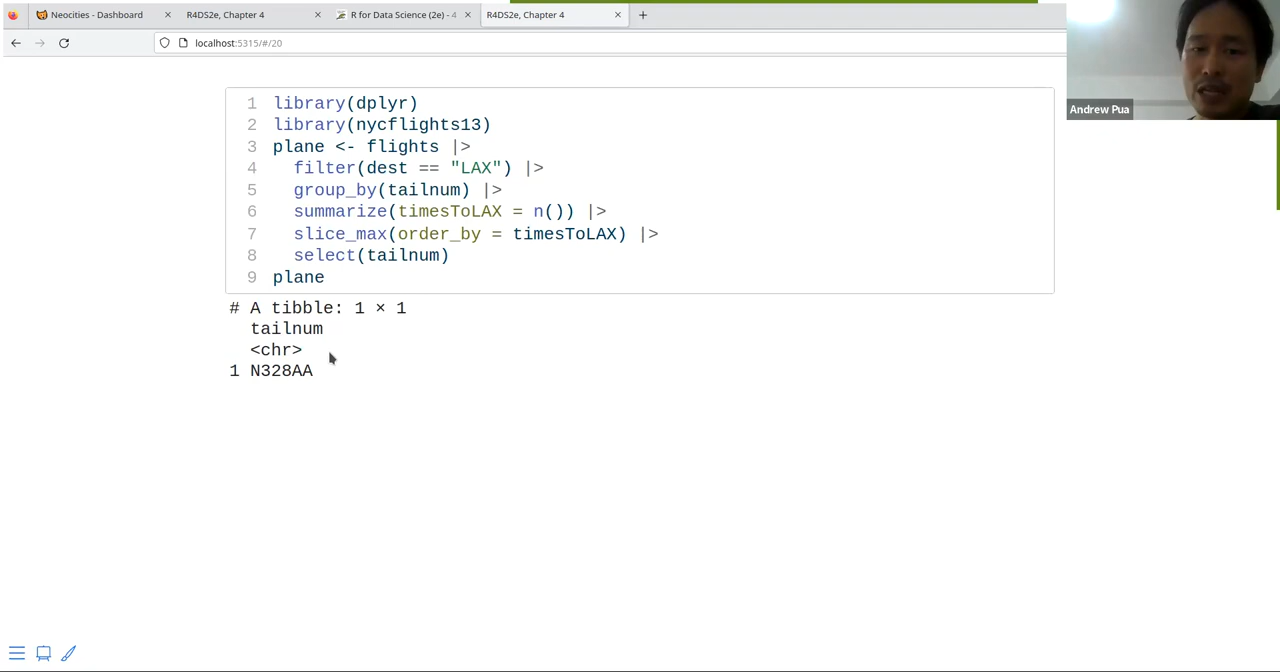 Neocities - Dashboard
R4DS2e, Chapter 4
R for Data Science (2e) - 4
R4DS2e, Chapter 4
localhost:5315/#/20
Andrew Pua
1 library(dplyr)
2 library(nycflights13)
3 plane <- flights |>
4 filter(dest == "LAX") |>
5 group_by(tailnum) |>
6 summarize(timesToLAX = n()) |>
7 slice_max(order_by = timesToLAX) |>
8 select(tailnum)
9 plane
# A tibble: 1 × 1
tailnum
<chr>
1 N328AA